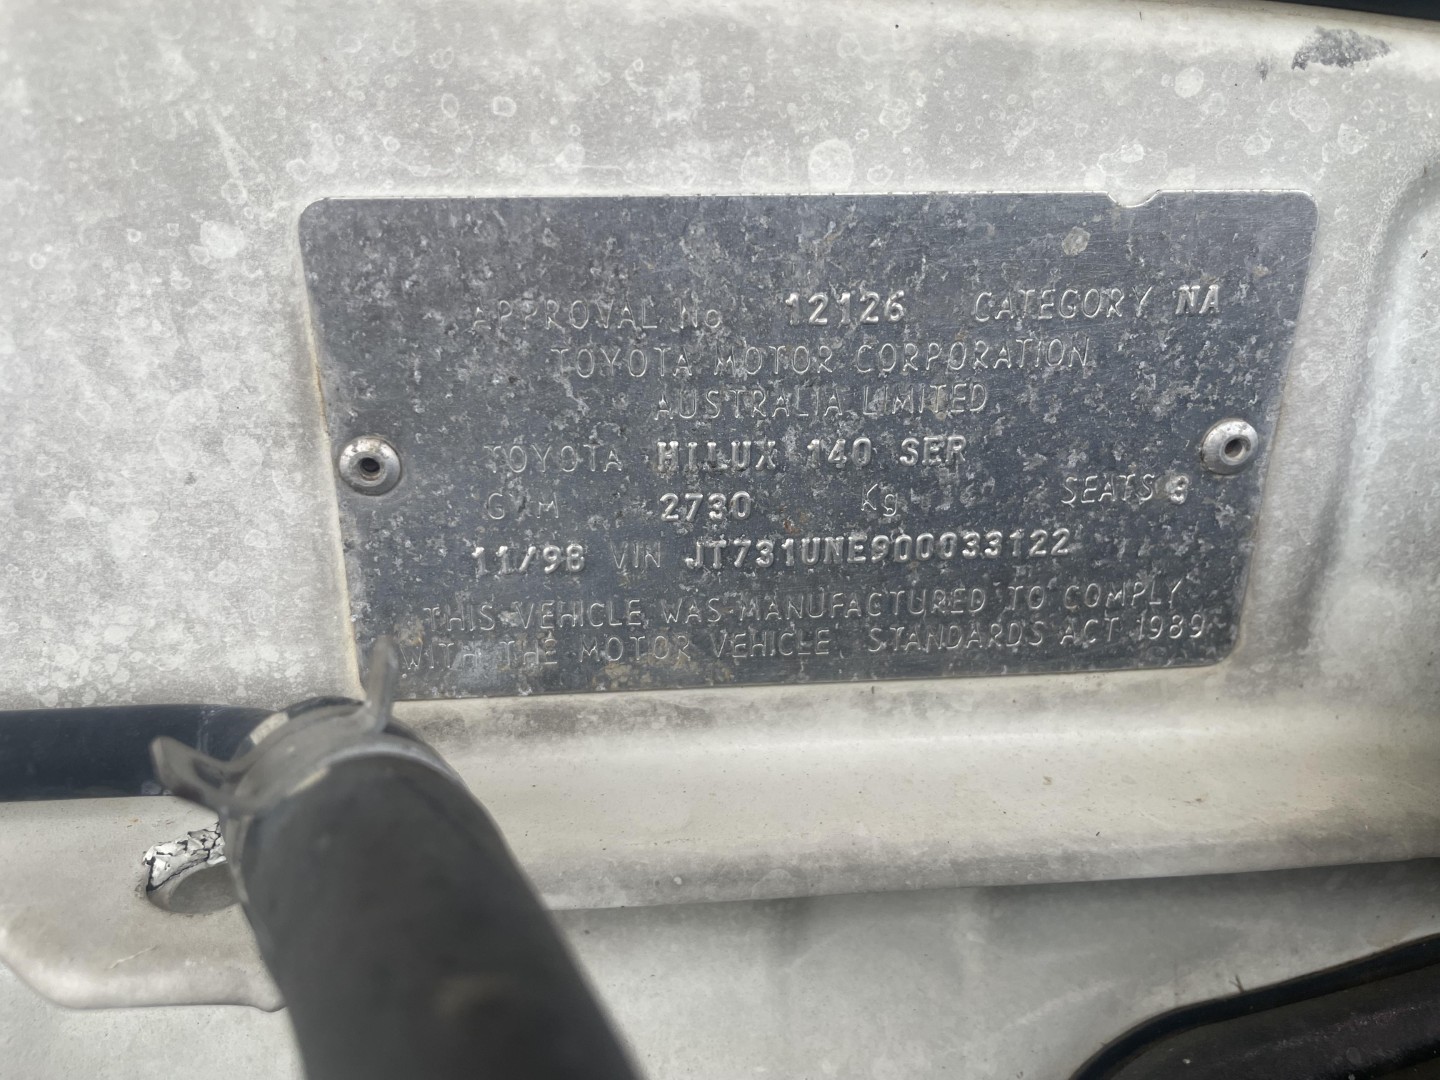 APPROVAL No 12126 CATEGORY NA
TOYOTA MOTOR CORPORATION
AUSTRALIA LIMITED
TOYOTA HILUX 140 SER
GVM 2730 Kg SEATS 3
11/98 VIN JT731UNE900033122
THIS VEHICLE WAS MANUFACTURED TO COMPLY
WITH THE MOTOR VEHICLE STANDARDS ACT 1989